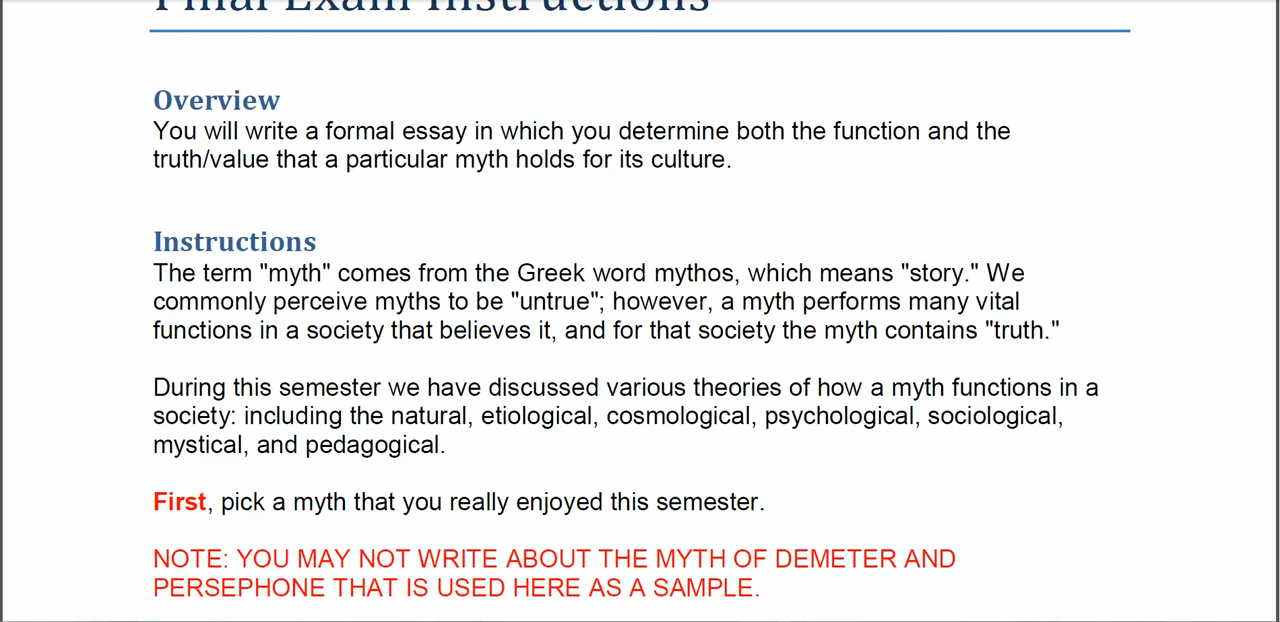 Final Exam Instructions
Overview
You will write a formal essay in which you determine both the function and the
truth/value that a particular myth holds for its culture.
Instructions
The term "myth" comes from the Greek word mythos, which means "story." We
commonly perceive myths to be "untrue"; however, a myth performs many vital
functions in a society that believes it, and for that society the myth contains "truth."
During this semester we have discussed various theories of how a myth functions in a
society: including the natural, etiological, cosmological, psychological, sociological,
mystical, and pedagogical.
First, pick a myth that you really enjoyed this semester.
NOTE: YOU MAY NOT WRITE ABOUT THE MYTH OF DEMETER AND
PERSEPHONE THAT IS USED HERE AS A SAMPLE.